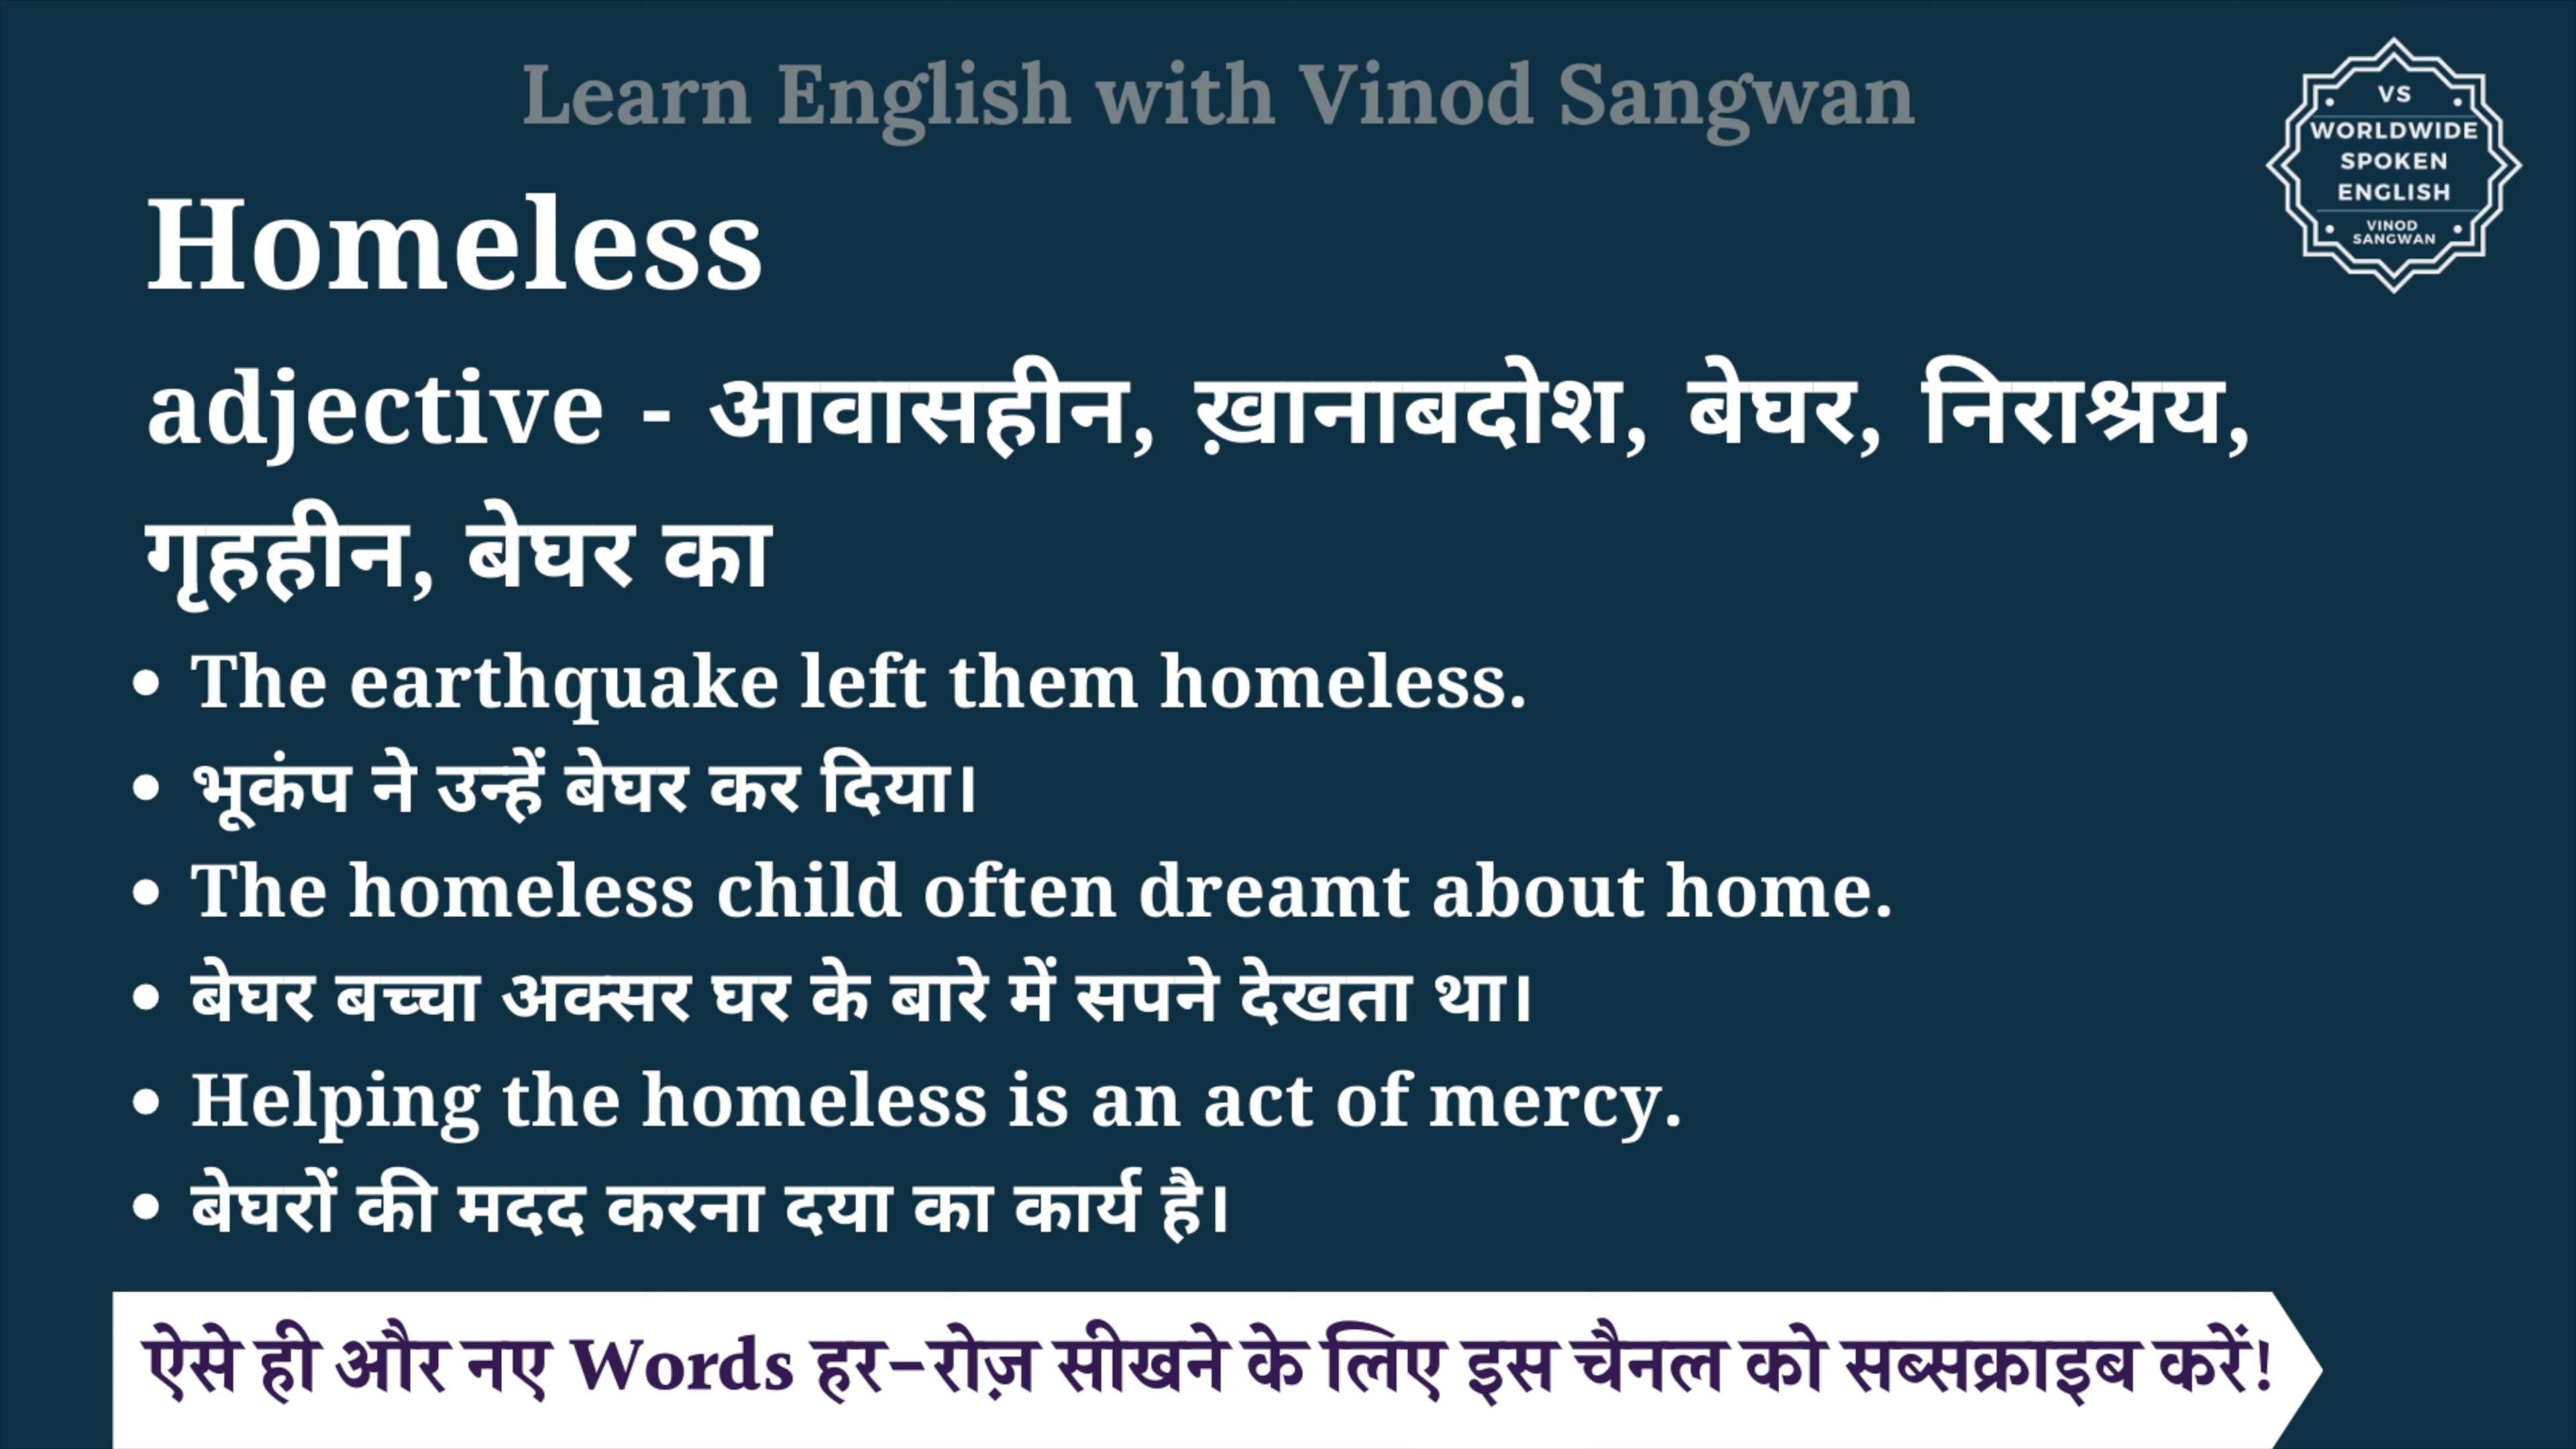 Learn English with Vinod Sangwan
VS
WORLDWIDE
SPOKEN
ENGLISH
VINOD
SANGWAN
Homeless
adjective - आवासहीन, ख़ानाबदोश, बेघर, निराश्रय,
गृहहीन, बेघर का
• The earthquake left them homeless.
• भूकंप ने उन्हें बेघर कर दिया।
• The homeless child often dreamt about home.
• बेघर बच्चा अक्सर घर के बारे में सपने देखता था।
• Helping the homeless is an act of mercy.
• बेघरों की मदद करना दया का कार्य है।
ऐसे ही और नए Words हर-रोज़ सीखने के लिए इस चैनल को सब्सक्राइब करें!